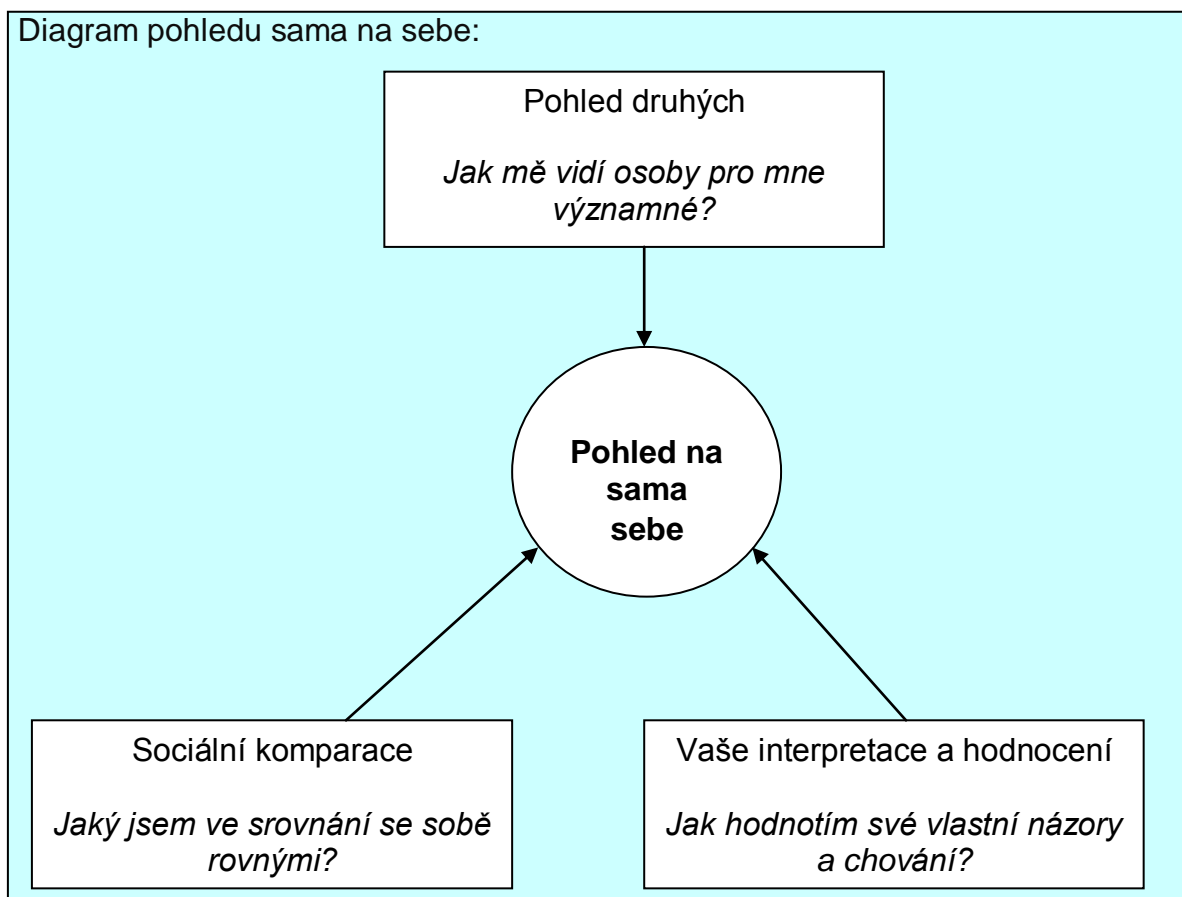 Diagram pohledu sama na sebe:
Pohled druhých
Jak mě vidí osoby pro mne
významné?
Pohled na
sama
sebe
Sociální komparace
Jaký jsem ve srovnání se sobě
rovnými?
Vaše interpretace a hodnocení
Jak hodnotím své vlastní názory
a chování?